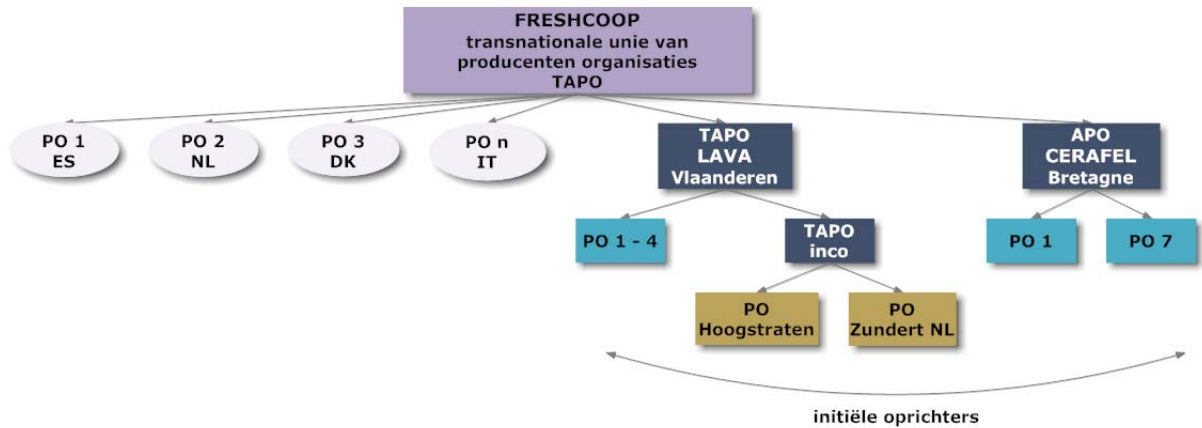 FRESHCOOP
transnationale unie van
producenten organisaties
TAPO
PO 1
ES
PO 2
NL
PO 3
DK
PO n
IT
TAPO
LAVA
Vlaanderen
APO
CERAFEL
Bretagne
PO 1 - 4
TAPO
inco
PO 1
PO 7
PO
Hoogstraten
PO
Zundert NL
initiële oprichters